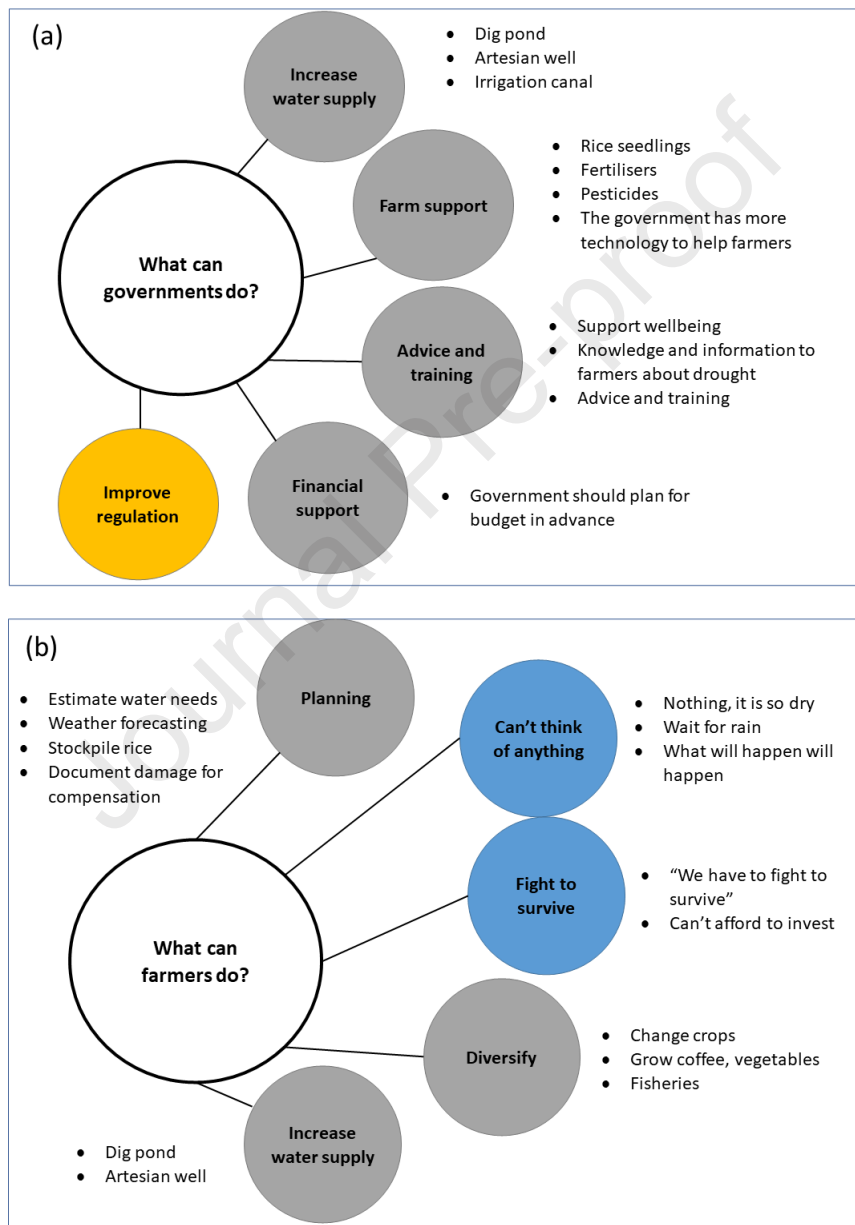 (a)
Increase
water supply
• Dig pond
• Artesian well
• Irrigation canal
Farm support
• Rice seedlings
• Fertilisers
• Pesticides
• The government has more
technology to help farmers
What can
governments do?
Advice and
training
• Support wellbeing
• Knowledge and information to
farmers about drought
• Advice and training
Improve
regulation
Financial
support
• Government should plan for
budget in advance
Journal Pre-proof
(b)
Planning
• Estimate water needs
• Weather forecasting
• Stockpile rice
• Document damage for
compensation
Can’t think
of anything
• Nothing, it is so dry
• Wait for rain
• What will happen will
happen
Fight to
survive
• “We have to fight to
survive”
• Can’t afford to invest
What can
farmers do?
Diversify
• Change crops
• Grow coffee, vegetables
• Fisheries
Increase
water supply
• Dig pond
• Artesian well